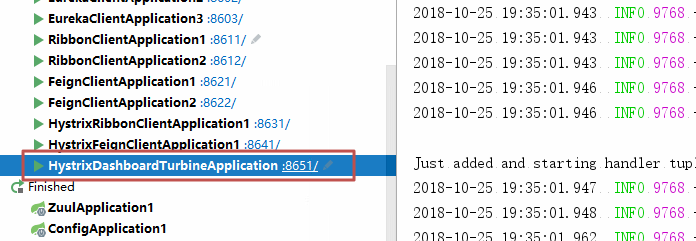 EurekaClientApplication2 :8602/
EurekaClientApplication3 :8603/
RibbonClientApplication1 :8611/
RibbonClientApplication2 :8612/
FeignClientApplication1 :8621/
FeignClientApplication2 :8622/
HystrixRibbonClientApplication1 :8631/
HystrixFeignClientApplication1 :8641/
HystrixDashboardTurbineApplication :8651/
Finished
ZuulApplication1
ConfigApplication1
2018-10-25 19:35:01.943 INFO 9768 -
2018-10-25 19:35:01.943 INFO 9768 -
2018-10-25 19:35:01.943 INFO 9768 -
2018-10-25 19:35:01.946 INFO 9768 -
2018-10-25 19:35:01.946 INFO 9768 -
Just added and starting handler tupl
2018-10-25 19:35:01.947 INFO 9768 -
2018-10-25 19:35:01.948 INFO 9768 -
2018-10-25 19:35:01.962 INFO 9768 -